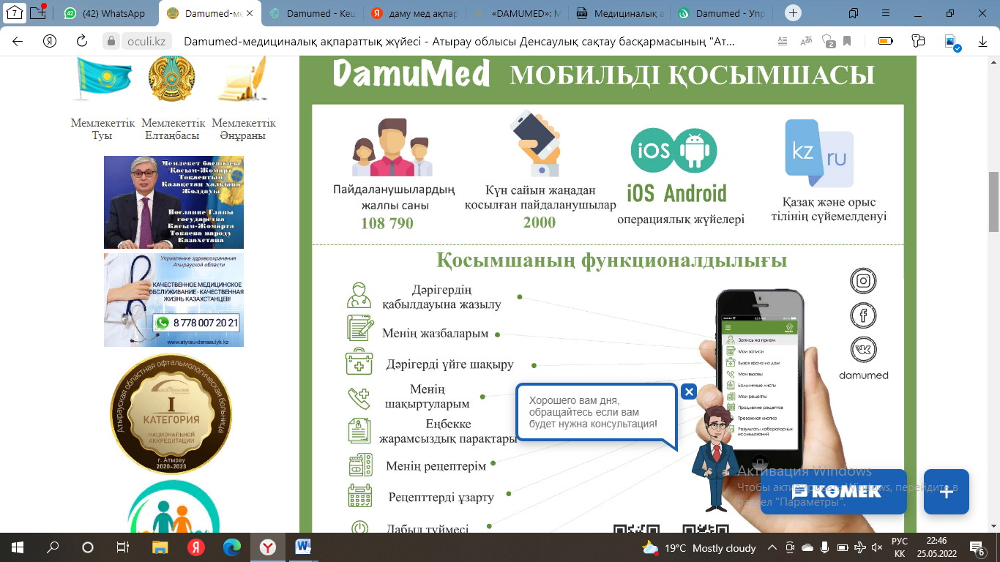 7
(42) WhatsApp
Damumed-ме
Damumed - Кеш
даму мед ақпар
«DAMUMED»: М
Медициналық а
Damumed - Упр
oculi.kz
Damumed-медициналық ақпараттық жүйесі - Атырау облысы Денсаулық сақтау басқармасының "Ат...
2
Мемлекеттік
Туы
Мемлекеттік
Елтаңбасы
Мемлекеттік
Әнұраны
Мемлекет басшысы
Қасым-Жомарт
Тоқаевтың
Қазақстан халқына
Жолдауы
Послание Главы
государства
Касым-Жомарта
Токаева народу
Казахстана
Управление здравоохранения
Атырауской области
КАЧЕСТВЕННОЕ МЕДИЦИНСКОЕ
ОБСЛУЖИВАНИЕ - КАЧЕСТВЕННАЯ
ЖИЗНЬ КАЗАХСТАНЦЕВ!
8 778 007 20 21
www.atyrau-densaulyk.kz
Атырауская областная офтальмологическая больница
I
КАТЕГОРИЯ
НАЦИОНАЛЬНОЙ
АККРЕДИТАЦИИ
г. Атырау
2020-2023
DamuMed МОБИЛЬДІ ҚОСЫМШАСЫ
Пайдаланушылардың
жалпы саны
108 790
Күн сайын жаңадан
қосылған пайдаланушылар
2000
iOS
iOS Android
операциялық жүйелері
kz
ru
Қазақ және орыс
тілінің сүйемелденуі
Қосымшаның функционалдылығы
Дәрігердің
қабылдауына жазылу
Менің жазбаларым
Дәрігерді үйге шақыру
Менің
шақыртуларым
Еңбекке
жарамсыздық парақтары
Менің рецептерім
Рецепттерді ұзарту
Дабыл түймесі
Запись на прием
Мои записи
Вызов врача на дом
Мои вызовы
Больничные листы
Мои рецепты
Продление рецептов
Тревожная кнопка
Результаты лабораторных
исследований
damumed
Хорошего вам дня,
обращайтесь если вам
будет нужна консультация!
Активация Windows
Чтобы активировать Windows, перейдите в
раздел "Параметры".
КӨМЕК
+
19°C Mostly cloudy
РУС
КК
22:46
25.05.2022
6